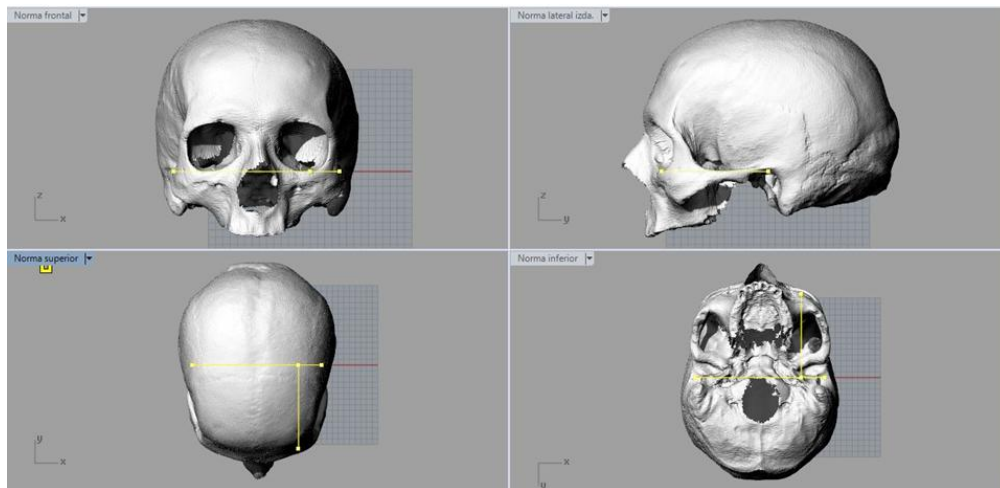 Norma frontal
Norma lateral izda.
z
x
z
y
Norma superior
Norma inferior
y
x
x
y